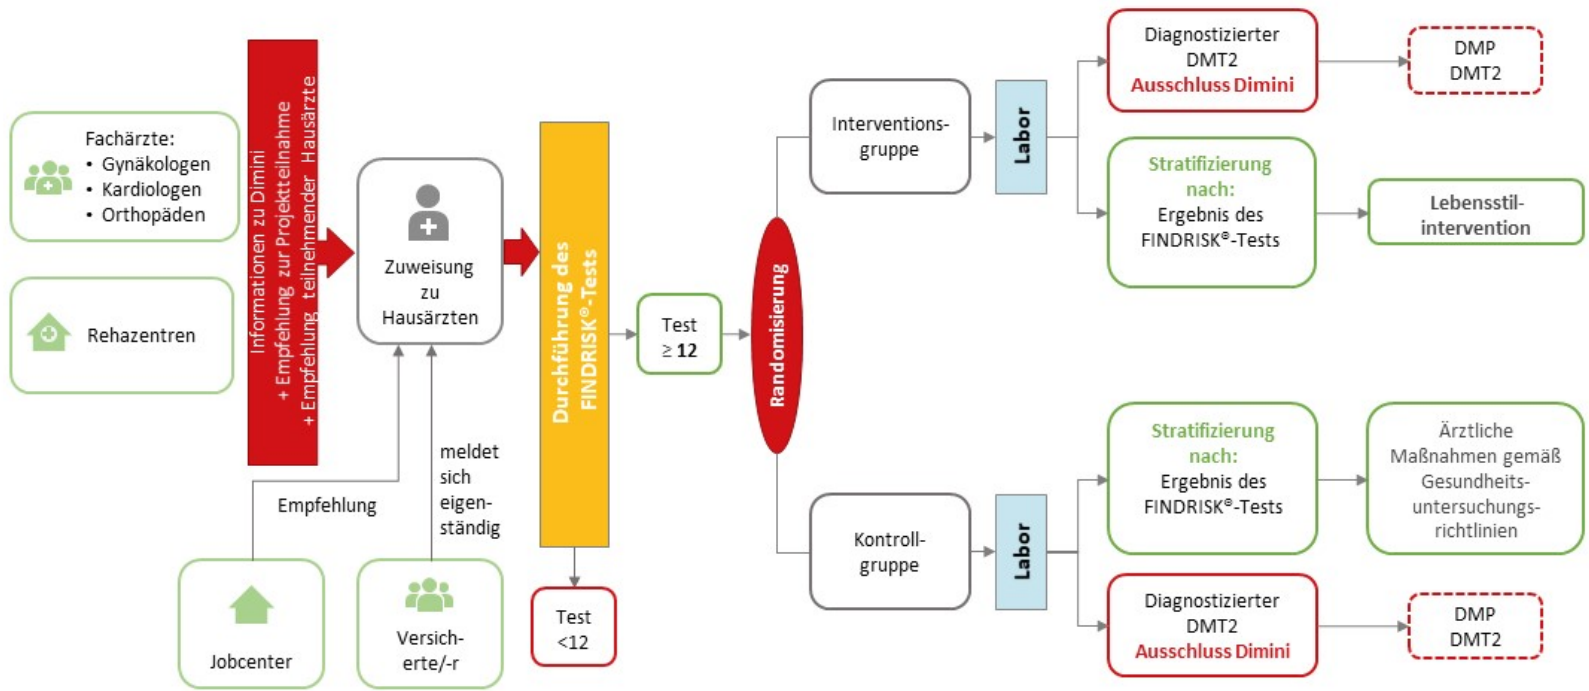 Fachärzte:
• Gynäkologen
• Kardiologen
• Orthopäden
Rehazentren
Informationen zu Dimini
+ Empfehlung zur Projektteilnahme
+ Empfehlung teilnehmender Hausärzte
Zuweisung
zu
Hausärzten
Empfehlung
meldet
sich
eigen-
ständig
Jobcenter
Versich-
erte/-r
Durchführung des
FINDRISK®-Tests
Test
<12
Test
≥ 12
Randomisierung
Interventions-
gruppe
Labor
Diagnostizierter
DMT2
Ausschluss Dimini
DMP
DMT2
Stratifizierung
nach:
Ergebnis des
FINDRISK®-Tests
Lebensstil-
intervention
Kontroll-
gruppe
Labor
Stratifizierung
nach:
Ergebnis des
FINDRISK®-Tests
Ärztliche
Maßnahmen gemäß
Gesundheits-
untersuchungs-
richtlinien
Diagnostizierter
DMT2
Ausschluss Dimini
DMP
DMT2